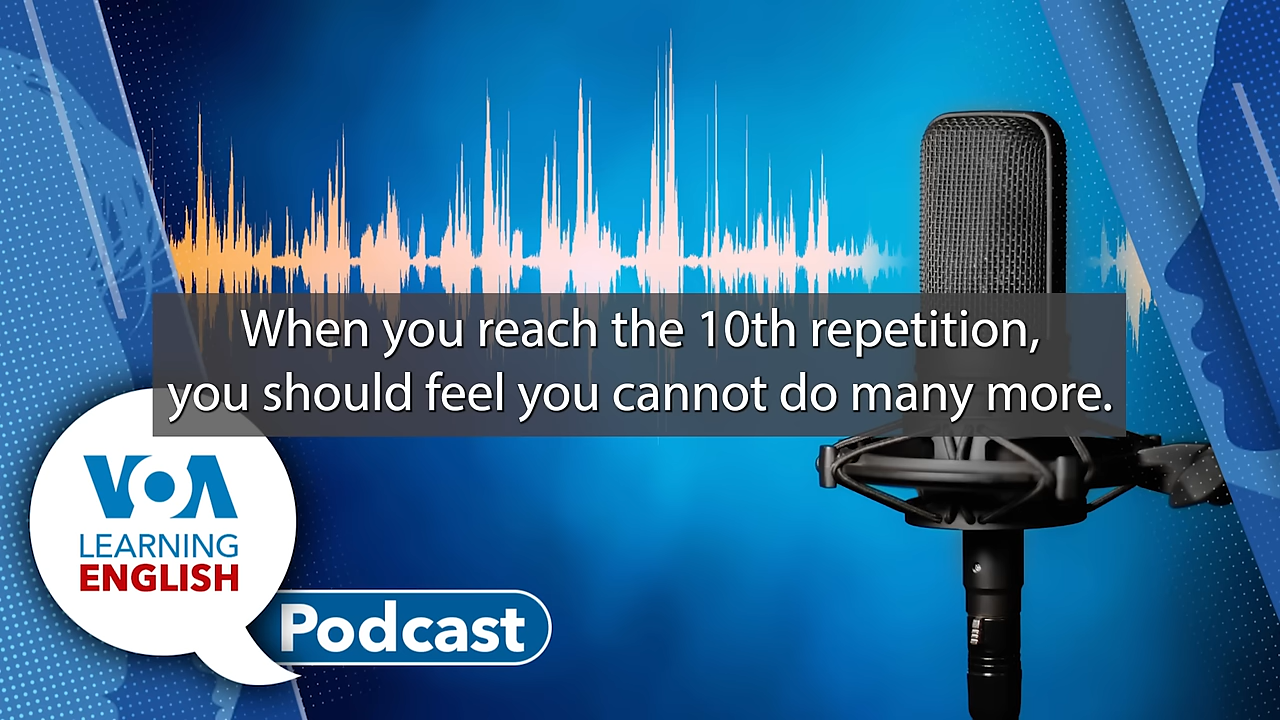 When you reach the 10th repetition,
you should feel you cannot do many more.
VOA
LEARNING
ENGLISH
Podcast